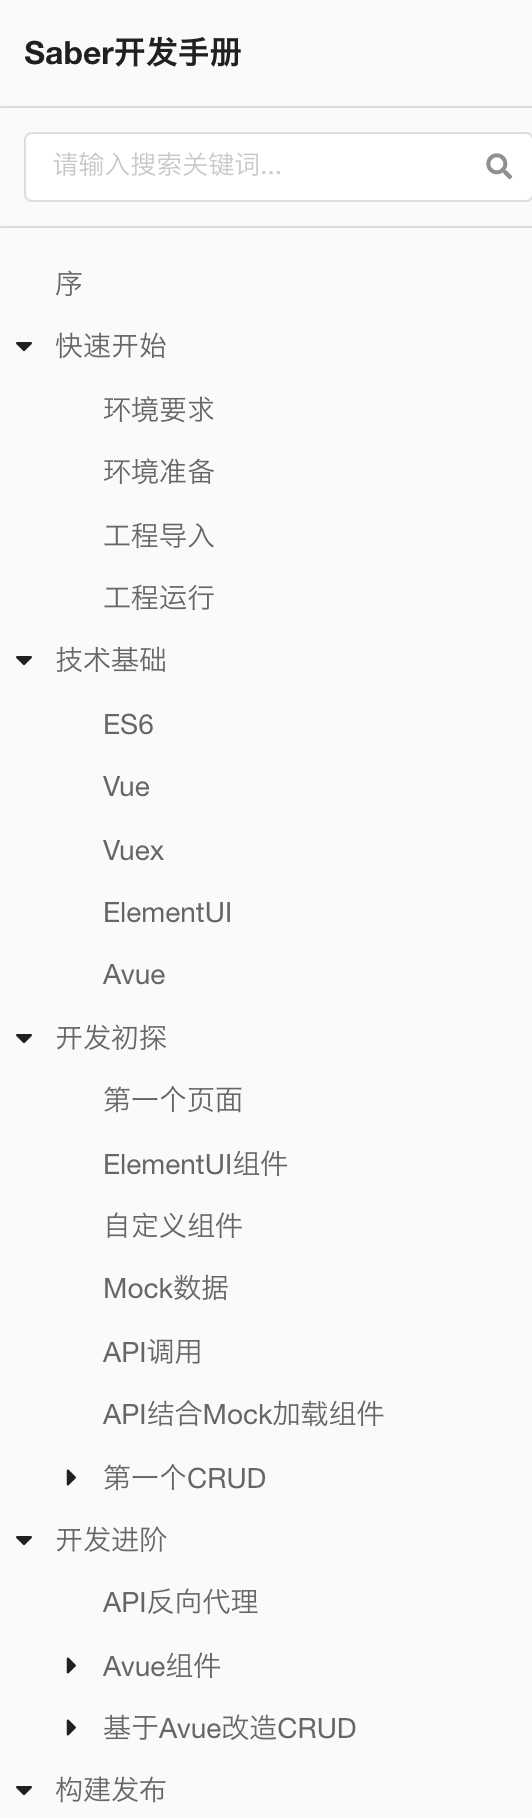 Saber开发手册
请输入搜索关键词...
序
快速开始
环境要求
环境准备
工程导入
工程运行
技术基础
ES6
Vue
Vuex
ElementUI
Avue
开发初探
第一个页面
ElementUI组件
自定义组件
Mock数据
API调用
API结合Mock加载组件
第一个CRUD
开发进阶
API反向代理
Avue组件
基于Avue改造CRUD
构建发布